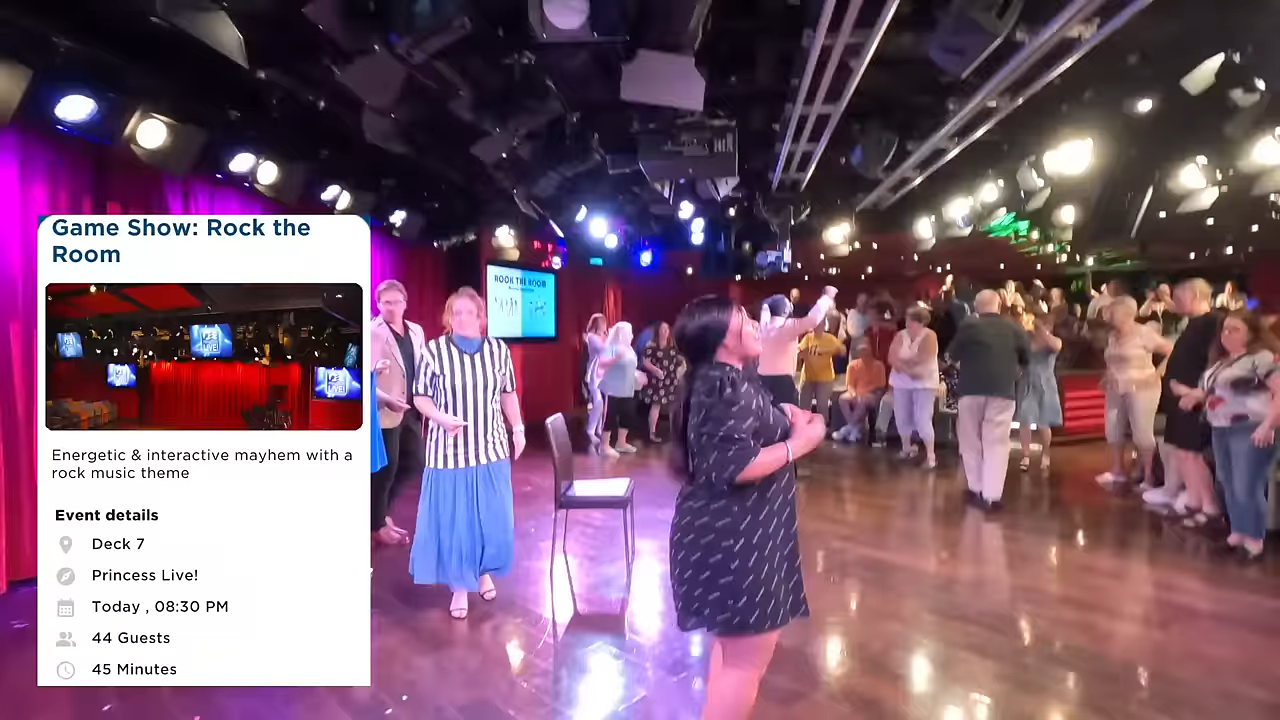 Game Show: Rock the
Room
LIVE!
Energetic & interactive mayhem with a
rock music theme
Event details
Deck 7
Princess Live!
Today , 08:30 PM
44 Guests
45 Minutes
ROCK THE ROOM